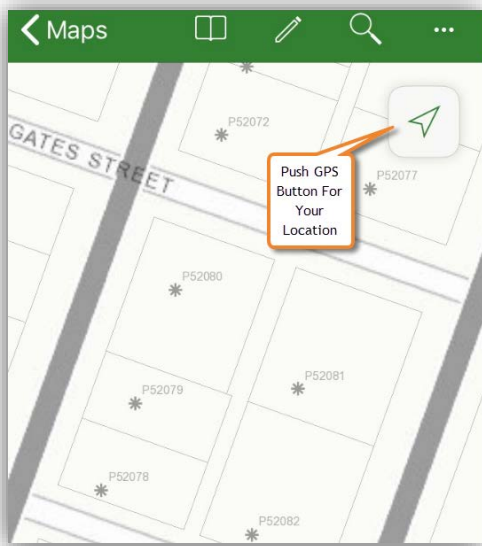 Maps
P52072
GATES STREET
Push GPS
Button For
Your
Location
P52077
P52080
P52081
P52079
P52078
P52082